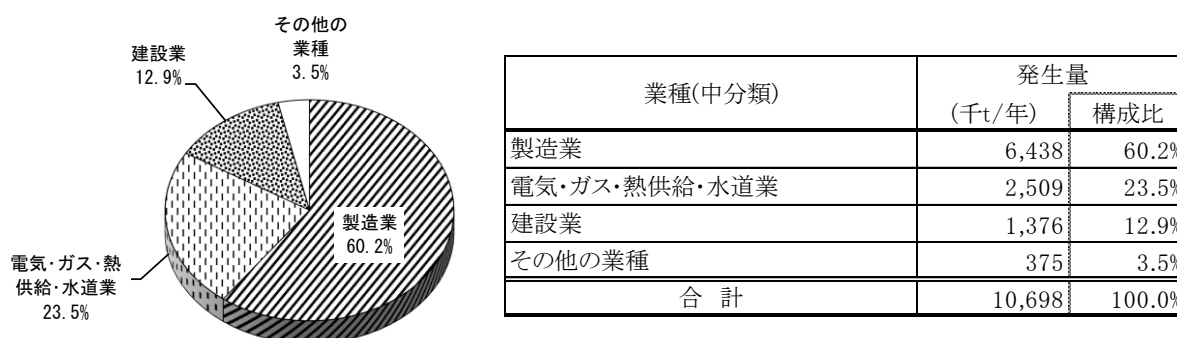 その他の
業種
3.5%
建設業
12.9%
製造業
60.2%
電気・ガス・熱
供給・水道業
23.5%
業種(中分類) 発生量
(千t/年) 構成比
製造業 6,438 60.2%
電気・ガス・熱供給・水道業 2,509 23.5%
建設業 1,376 12.9%
その他の業種 375 3.5%
合 計 10,698 100.0%